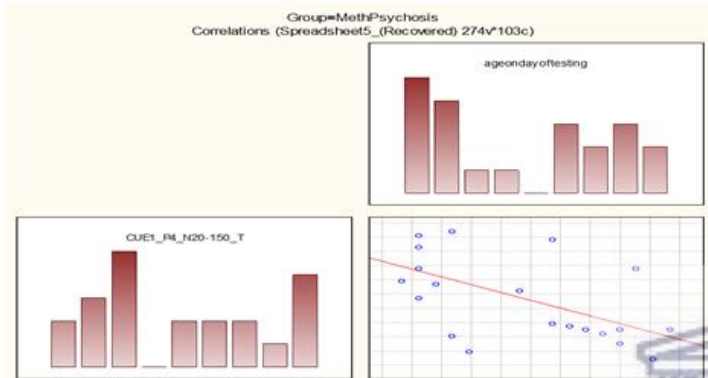 Group=MethPsychosis
Correlations (Spreadsheet5_(Recovered) 274v*103c)
ageondayoftesting
CUE1_P4_N20-150_T